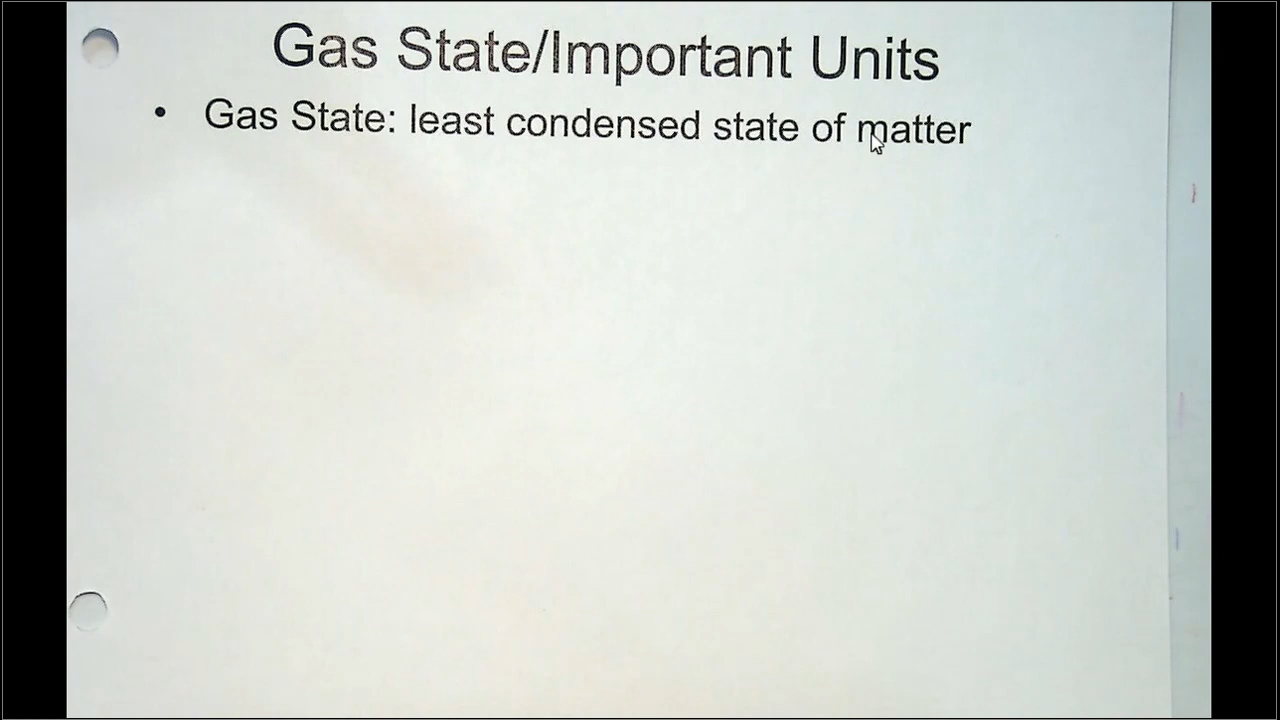 Gas State/Important Units
• Gas State: least condensed state of matter